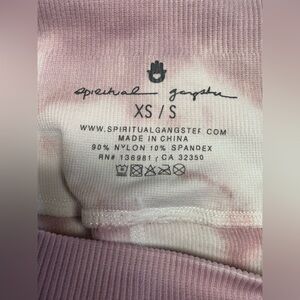 spiritual gangster
XS / S
WWW.SPIRITUALGANGSTER.COM
MADE IN CHINA
90% NYLON 10% SPANDEX
RN# 136981 / CA 32350